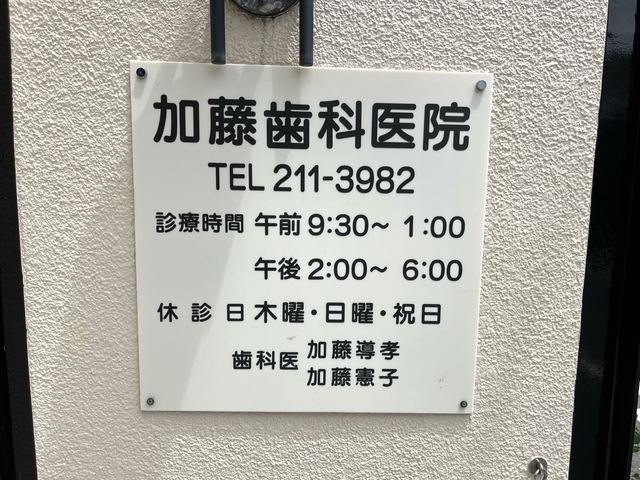 加藤歯科医院
TEL 211-3982
診療時間 午前 9:30〜 1:00
午後 2:00〜 6:00
休診日 木曜・日曜・祝日
歯科医 加藤導孝
加藤憲子